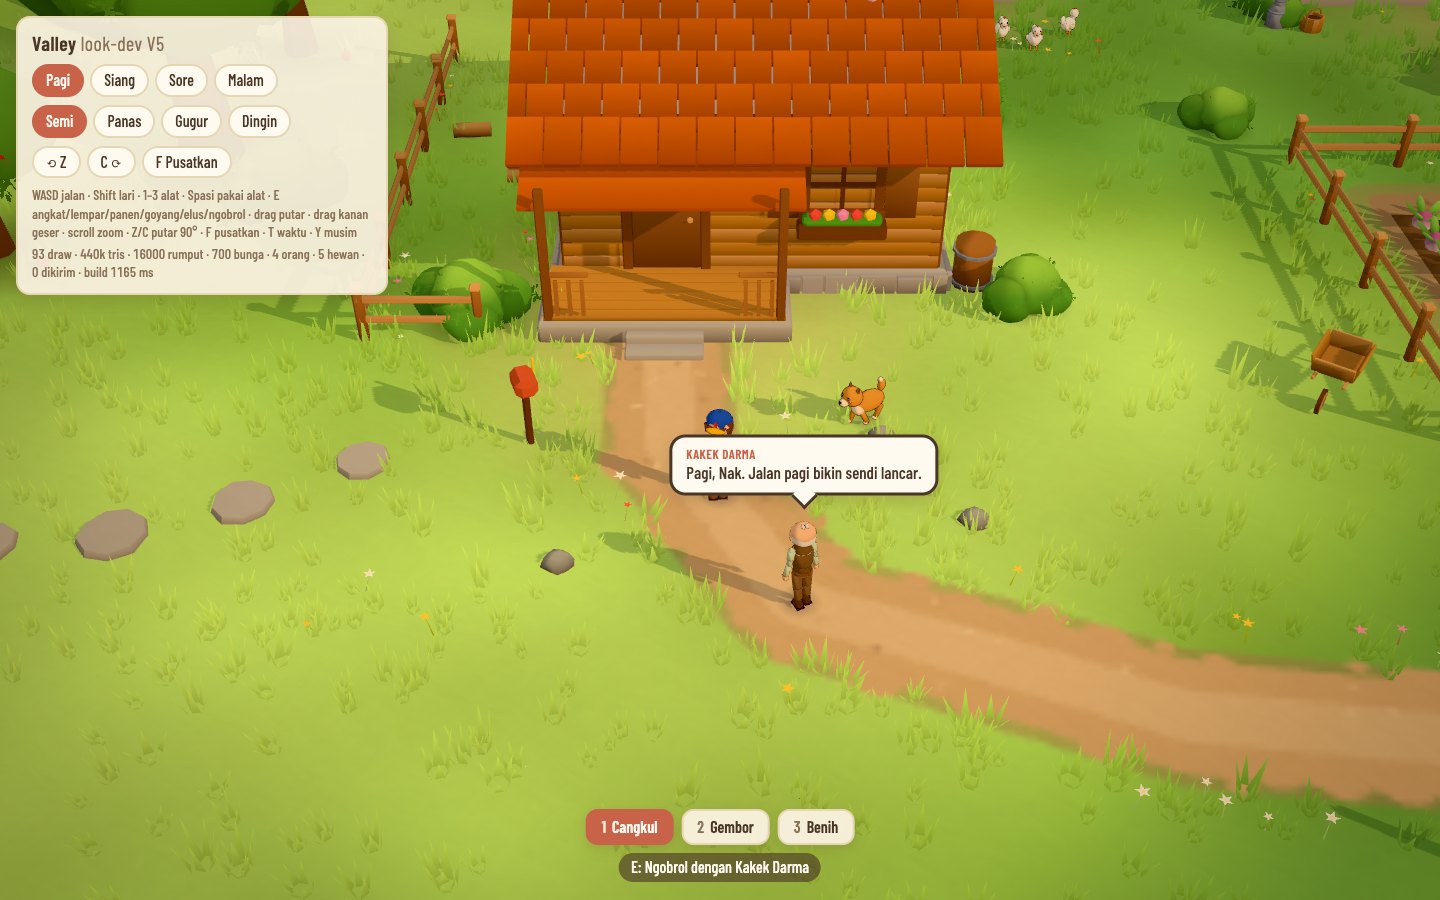 Valley look-dev V5
Pagi Siang Sore Malam
Semi Panas Gugur Dingin
⟲ Z C ⟳ F Pusatkan
WASD jalan · Shift lari · 1–3 alat · Spasi pakai alat · E
angkat/lempar/panen/goyang/elus/ngobrol · drag putar · drag kanan
geser · scroll zoom · Z/C putar 90° · F pusatkan · T waktu · Y musim
93 draw · 440k tris · 16000 rumput · 700 bunga · 4 orang · 5 hewan ·
0 dikirim · build 1165 ms
KAKEK DARMA
Pagi, Nak. Jalan pagi bikin sendi lancar.
1 Cangkul 2 Gembor 3 Benih
E: Ngobrol dengan Kakek Darma